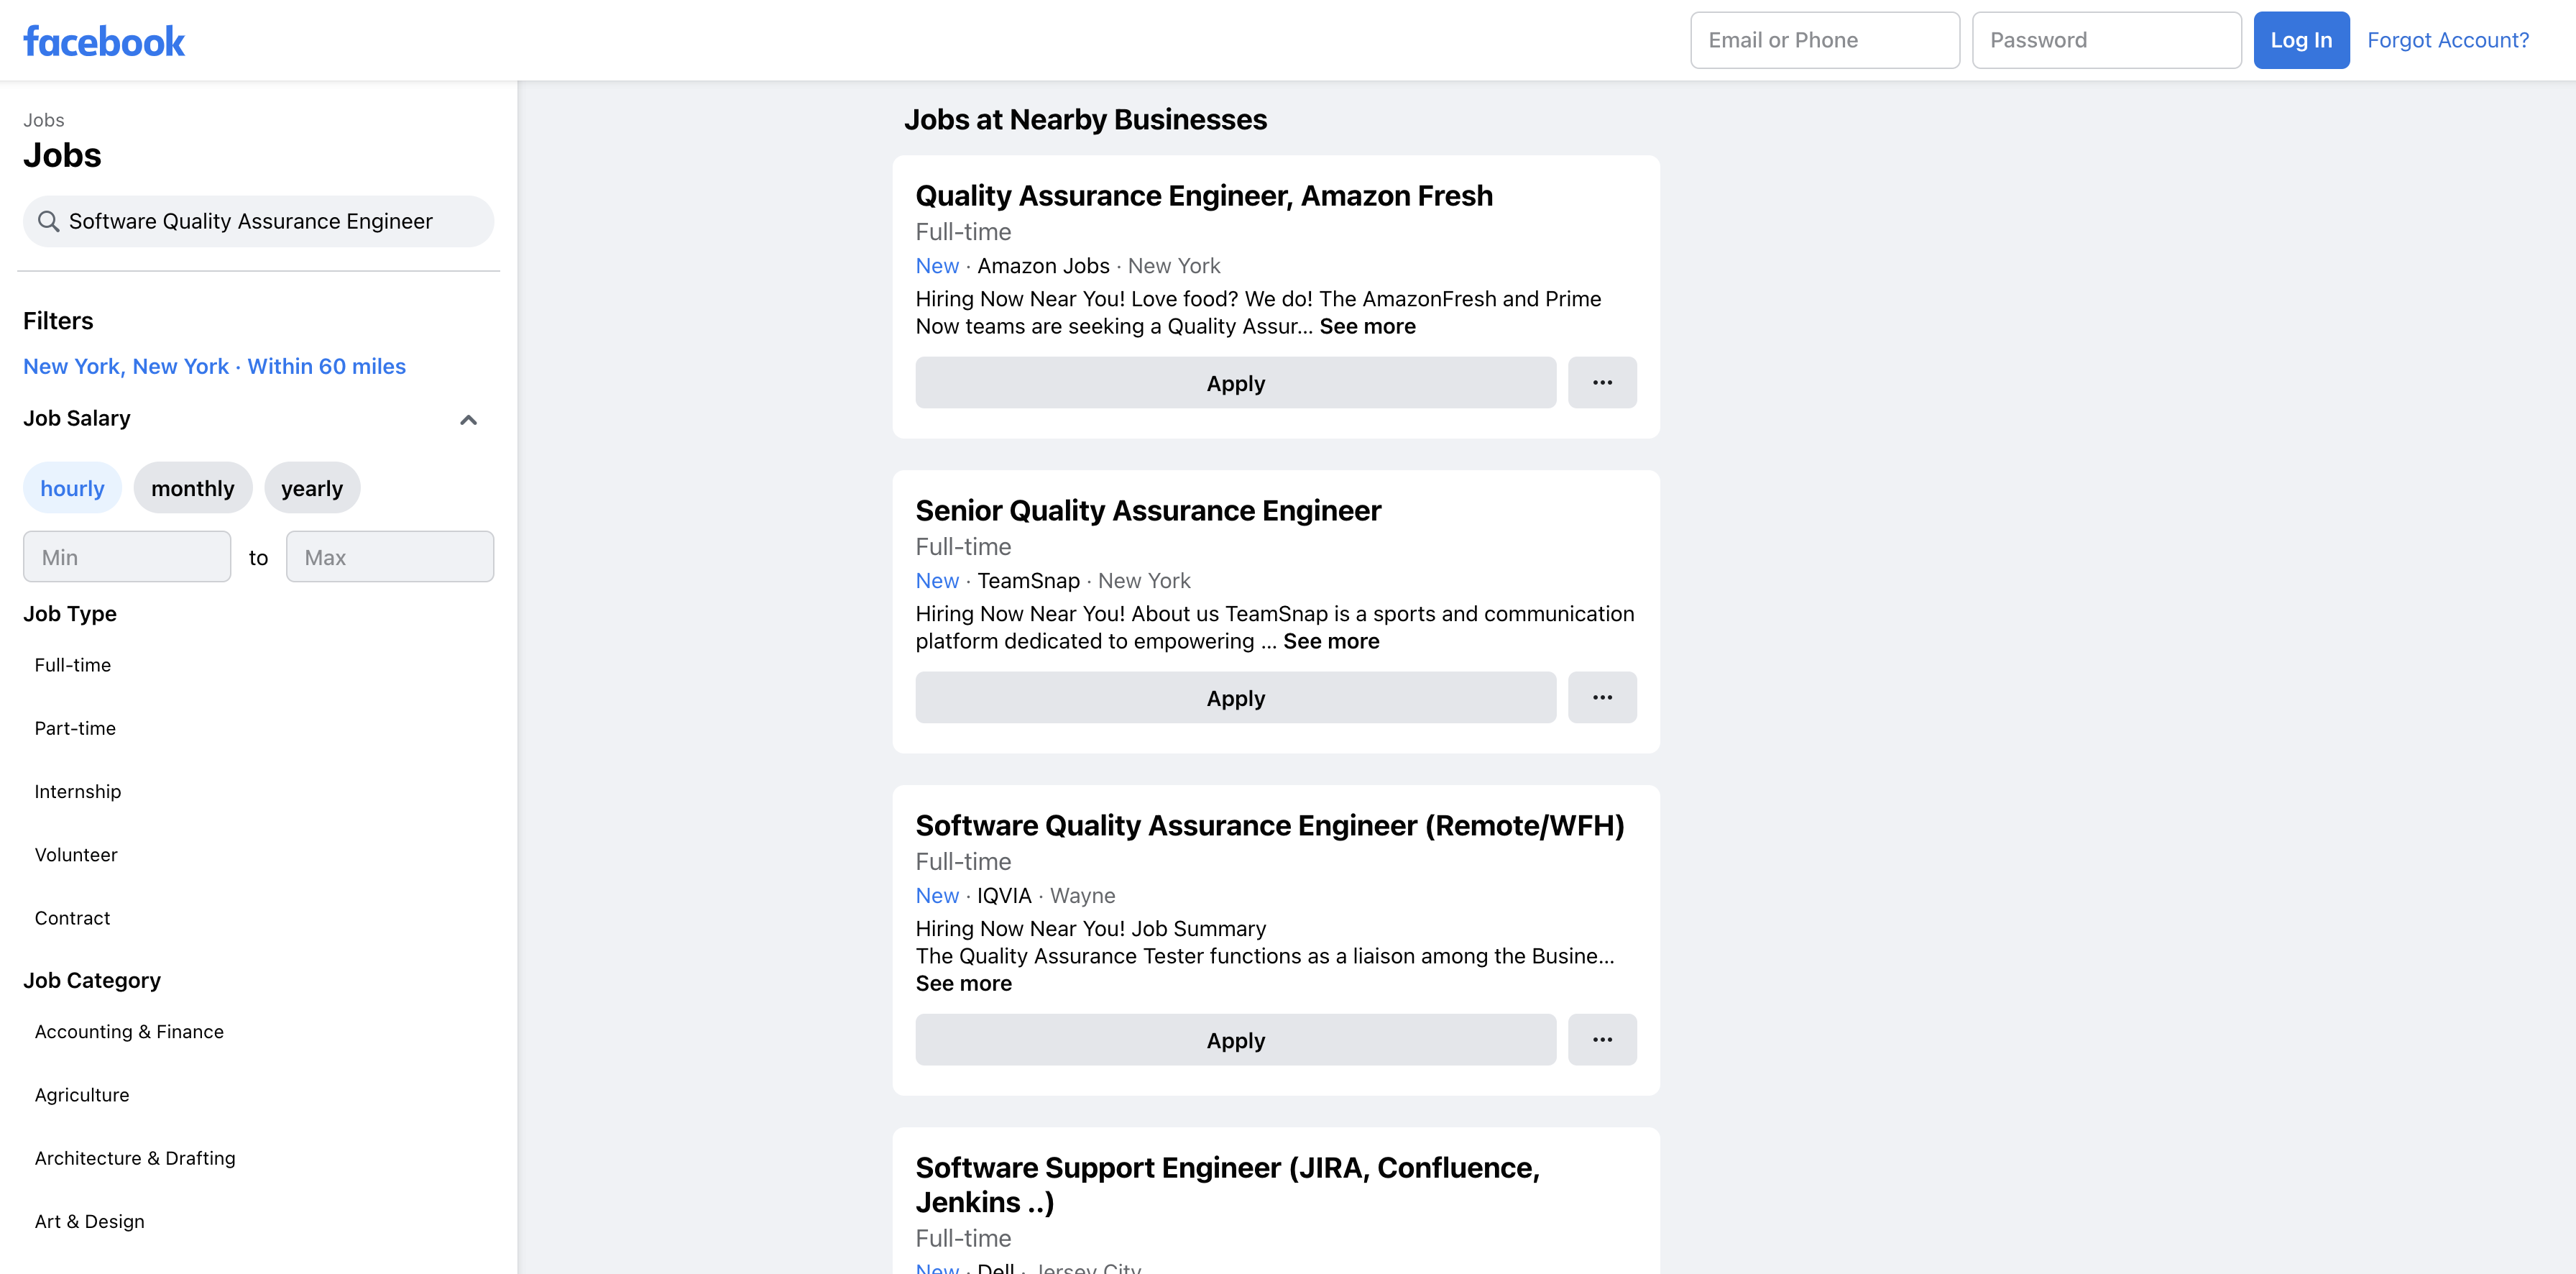 facebook
Email or Phone
Password
Log In
Forgot Account?
Jobs
Jobs
Software Quality Assurance Engineer
Filters
New York, New York · Within 60 miles
Job Salary
hourly
monthly
yearly
Min
to
Max
Job Type
Full-time
Part-time
Internship
Volunteer
Contract
Job Category
Accounting & Finance
Agriculture
Architecture & Drafting
Art & Design
Jobs at Nearby Businesses
Quality Assurance Engineer, Amazon Fresh
Full-time
New · Amazon Jobs · New York
Hiring Now Near You! Love food? We do! The AmazonFresh and Prime
Now teams are seeking a Quality Assur... See more
Apply
Senior Quality Assurance Engineer
Full-time
New · TeamSnap · New York
Hiring Now Near You! About us TeamSnap is a sports and communication
platform dedicated to empowering ... See more
Apply
Software Quality Assurance Engineer (Remote/WFH)
Full-time
New · IQVIA · Wayne
Hiring Now Near You! Job Summary
The Quality Assurance Tester functions as a liaison among the Busine...
See more
Apply
Software Support Engineer (JIRA, Confluence,
Jenkins ..)
Full-time
New · Dell · Jersey City